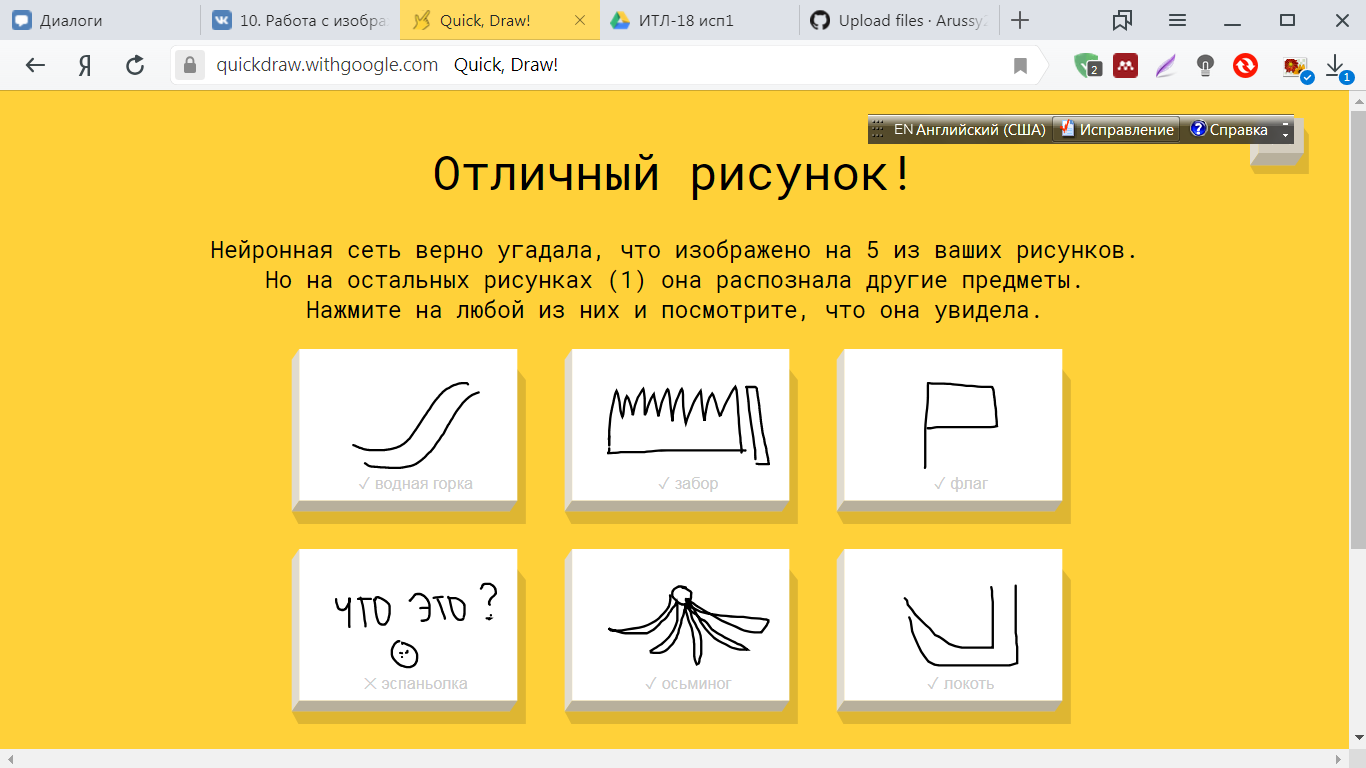 Диалоги
10. Работа с изобра
Quick, Draw!
ИТЛ-18 исп1
Upload files · Arussy2
Я
quickdraw.withgoogle.com Quick, Draw!
2
1
EN Английский (США) Исправление Справка
Отличный рисунок!
Нейронная сеть верно угадала, что изображено на 5 из ваших рисунков.
Но на остальных рисунках (1) она распознала другие предметы.
Нажмите на любой из них и посмотрите, что она увидела.
водная горка
забор
флаг
ЧТО ЭТО ?
эспаньолка
осьминог
локоть